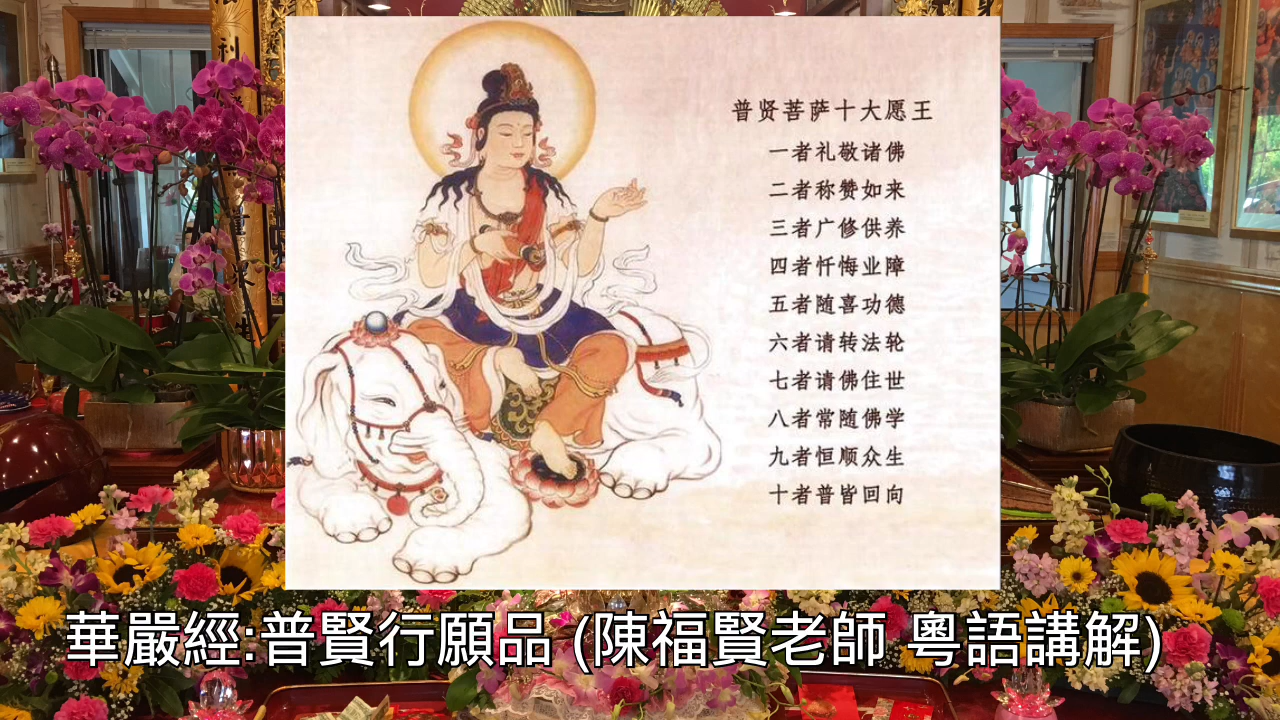 普贤菩萨十大愿王
一者礼敬诸佛
二者称赞如来
三者广修供养
四者忏悔业障
五者随喜功德
六者请转法轮
七者请佛住世
八者常随佛学
九者恒顺众生
十者普皆回向
華嚴經:普賢行願品 (陳福賢老師 粵語講解)